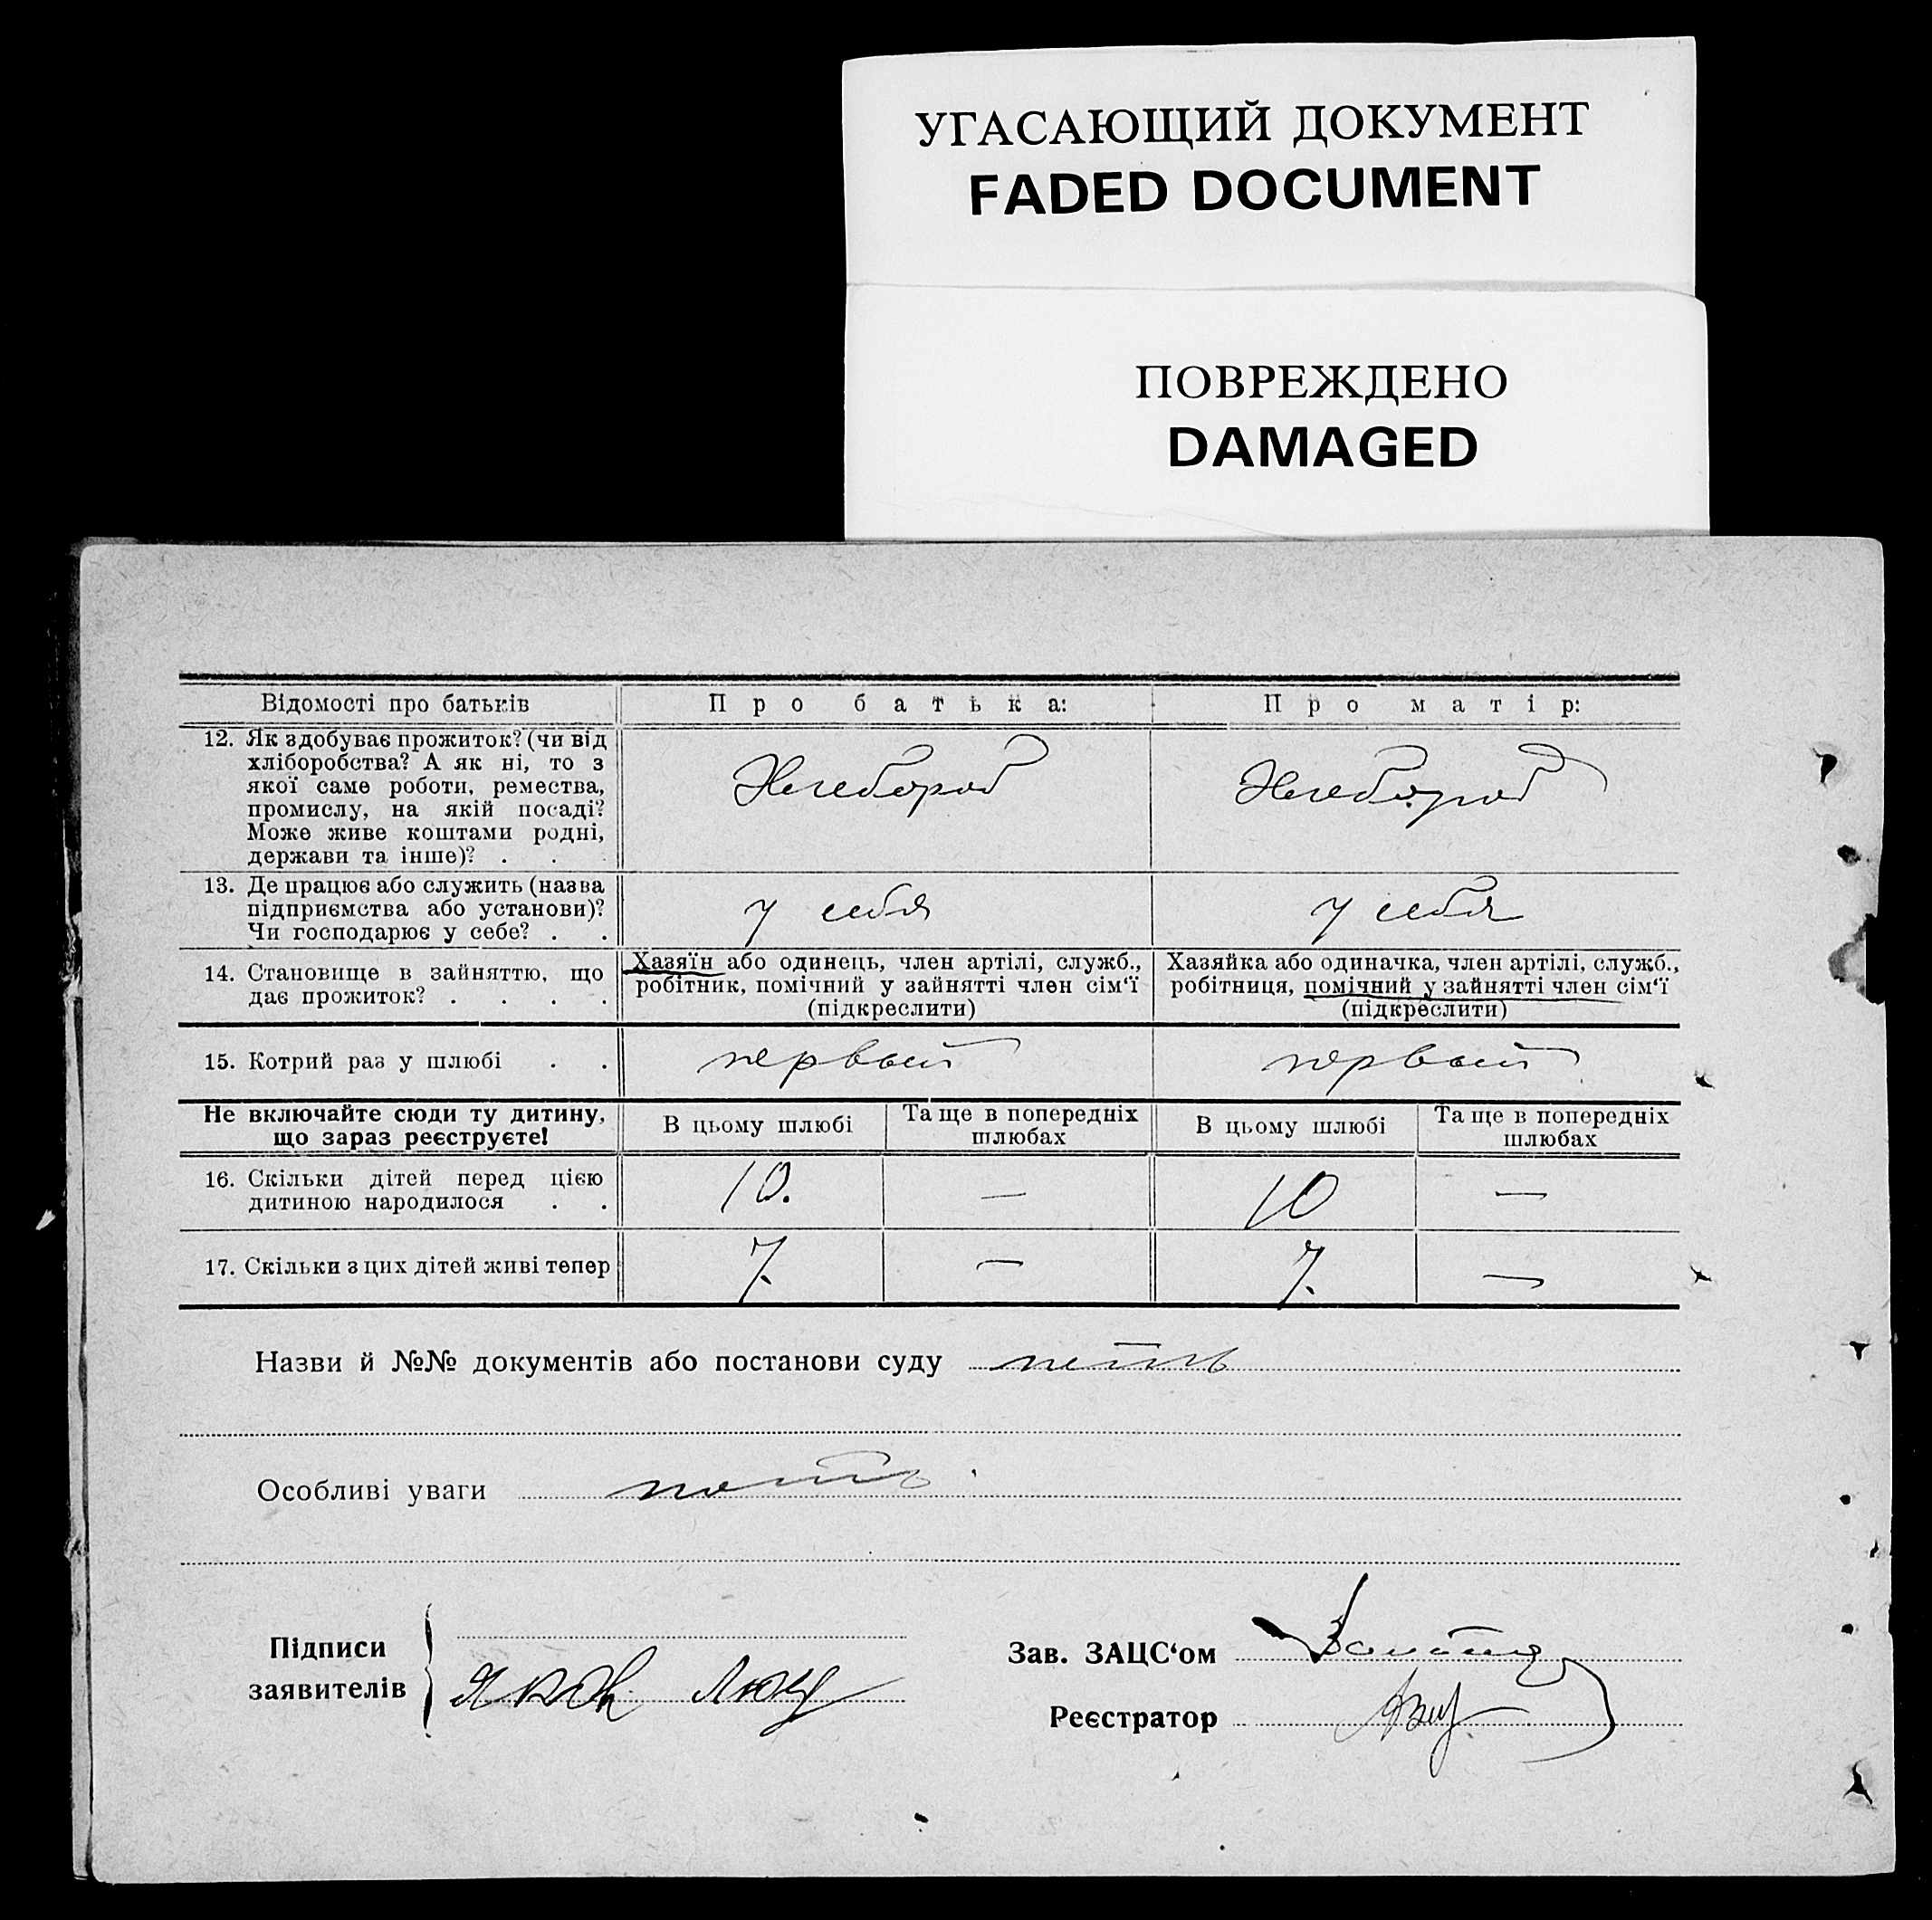 УГАСАЮЩИЙ ДОКУМЕНТ
FADED DOCUMENT
ПОВРЕЖДЕНО
DAMAGED
Відомості про батьків
Про батька:
Про матір:
12. Як здобуває прожиток? (чи від
хліборобства? А як ні, то з
якої саме роботи, ремества,
промислу, на якій посаді?
Може живе коштами родні,
держави та інше)? . .
Хлебороб
Хлебороб
13. Де працює або служить (назва
підприємства або установи)?
Чи господарює у себе? . .
у себя
у себя
14. Становище в зайняттю, що
дає прожиток? . . . .
Хазяїн або одинець, член артілі, служб.,
робітник, помічний у зайнятті член сім‘ї
(підкреслити)
Хазяйка або одиначка, член артілі, служб.,
робітниця, помічний у зайнятті член сім‘ї
(підкреслити)
15. Котрий раз у шлюбі . .
первый
первый
Не включайте сюди ту дитину,
що зараз реєструєте!
В цьому шлюбі
Та ще в попередніх
шлюбах
В цьому шлюбі
Та ще в попередніх
шлюбах
16. Скільки дітей перед цією
дитиною народилося . .
10.
—
10
—
17. Скільки з цих дітей живі тепер
7.
—
7.
—
Назви й №№ документів або постанови суду нетъ
Особливі уваги нетъ.
Підписи
заявителів
Зав. ЗАЦС‘ом
Реєстратор